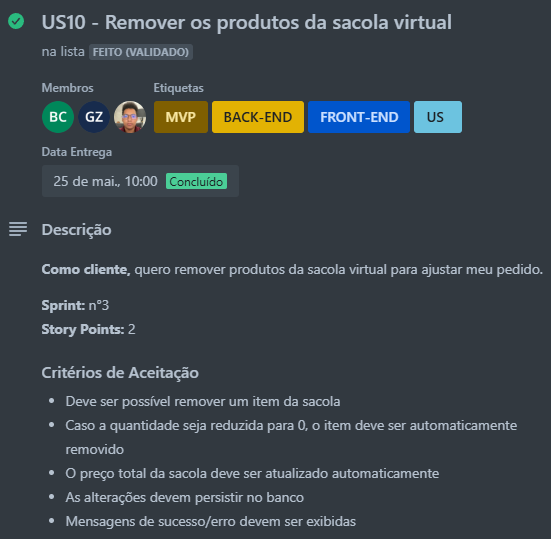 US10 - Remover os produtos da sacola virtual
na lista FEITO (VALIDADO)
Membros Etiquetas
BC GZ MVP BACK-END FRONT-END US
Data Entrega
25 de mai., 10:00 Concluído
Descrição
Como cliente, quero remover produtos da sacola virtual para ajustar meu pedido.
Sprint: n°3
Story Points: 2
Critérios de Aceitação
• Deve ser possível remover um item da sacola
• Caso a quantidade seja reduzida para 0, o item deve ser automaticamente
removido
• O preço total da sacola deve ser atualizado automaticamente
• As alterações devem persistir no banco
• Mensagens de sucesso/erro devem ser exibidas